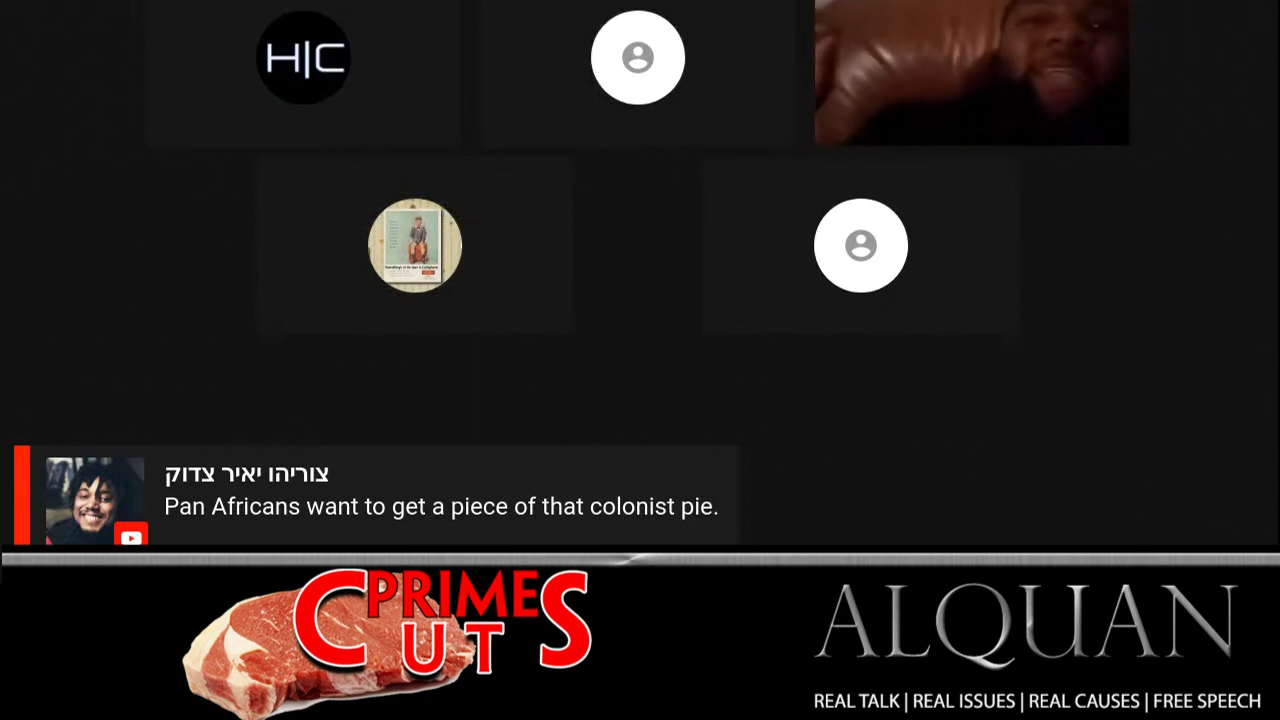 H|C
צוריהו יאיר צדוק
Pan Africans want to get a piece of that colonist pie.
PRIME
CUTS
ALQUAN
REAL TALK | REAL ISSUES | REAL CAUSES | FREE SPEECH